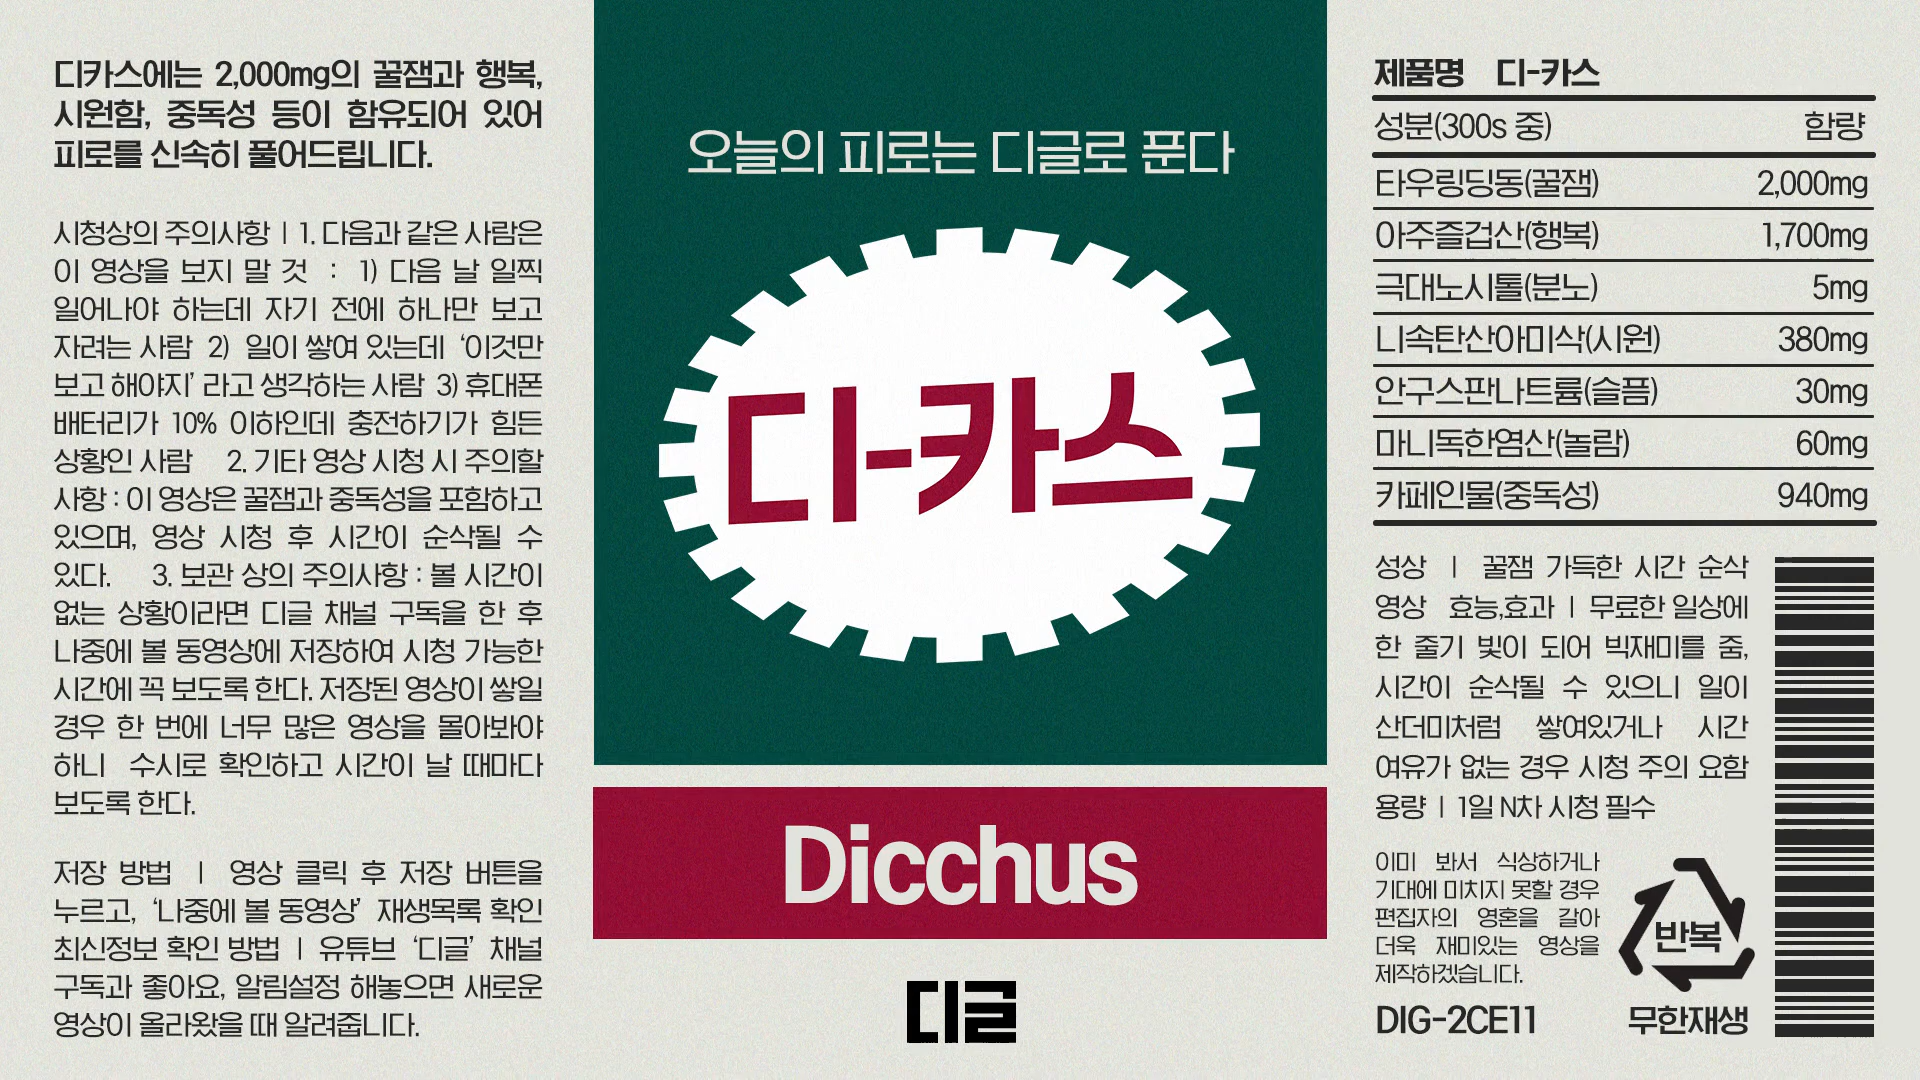 디카스에는 2,000mg의 꿀잼과 행복,
시원함, 중독성 등이 함유되어 있어
피로를 신속히 풀어드립니다.
시청상의 주의사항 ㅣ 1. 다음과 같은 사람은
이 영상을 보지 말 것 : 1) 다음 날 일찍
일어나야 하는데 자기 전에 하나만 보고
자려는 사람 2) 일이 쌓여 있는데 ‘이것만
보고 해야지’ 라고 생각하는 사람 3) 휴대폰
배터리가 10% 이하인데 충전하기가 힘든
상황인 사람 2. 기타 영상 시청 시 주의할
사항 : 이 영상은 꿀잼과 중독성을 포함하고
있으며, 영상 시청 후 시간이 순삭될 수
있다. 3. 보관 상의 주의사항 : 볼 시간이
없는 상황이라면 디글 채널 구독을 한 후
나중에 볼 동영상에 저장하여 시청 가능한
시간에 꼭 보도록 한다. 저장된 영상이 쌓일
경우 한 번에 너무 많은 영상을 몰아봐야
하니 수시로 확인하고 시간이 날 때마다
보도록 한다.
저장 방법 ㅣ 영상 클릭 후 저장 버튼을
누르고, ‘나중에 볼 동영상’ 재생목록 확인
최신정보 확인 방법 ㅣ 유튜브 ‘디글’ 채널
구독과 좋아요, 알림설정 해놓으면 새로운
영상이 올라왔을 때 알려줍니다.
오늘의 피로는 디글로 푼다
디-카스
Dicchus
디글
제품명 디-카스
성분(300s 중) 함량
타우링딩동(꿀잼) 2,000mg
아주즐겁산(행복) 1,700mg
극대노시톨(분노) 5mg
니속탄산아미삭(시원) 380mg
안구스판나트륨(슬픔) 30mg
마니독한염산(놀람) 60mg
카페인물(중독성) 940mg
성상 ㅣ 꿀잼 가득한 시간 순삭
영상 효능,효과 ㅣ 무료한 일상에
한 줄기 빛이 되어 빅재미를 줌,
시간이 순삭될 수 있으니 일이
산더미처럼 쌓여있거나 시간
여유가 없는 경우 시청 주의 요함
용량 ㅣ 1일 N차 시청 필수
이미 봐서 식상하거나
기대에 미치지 못할 경우
편집자의 영혼을 갈아
더욱 재미있는 영상을
제작하겠습니다.
DIG-2CE11
반복
무한재생